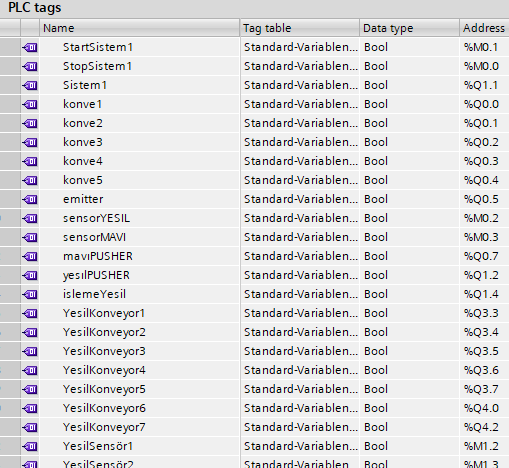 PLC tags
Name Tag table Data type Address
StartSistem1 Standard-Variablen... Bool %M0.1
StopSistem1 Standard-Variablen... Bool %M0.0
Sistem1 Standard-Variablen... Bool %Q1.1
konve1 Standard-Variablen... Bool %Q0.0
konve2 Standard-Variablen... Bool %Q0.1
konve3 Standard-Variablen... Bool %Q0.2
konve4 Standard-Variablen... Bool %Q0.3
konve5 Standard-Variablen... Bool %Q0.4
emitter Standard-Variablen... Bool %Q0.5
sensorYESIL Standard-Variablen... Bool %M0.2
sensorMAVI Standard-Variablen... Bool %M0.3
mavıPUSHER Standard-Variablen... Bool %Q0.7
yesılPUSHER Standard-Variablen... Bool %Q1.2
islemeYesil Standard-Variablen... Bool %Q1.4
YesilKonveyor1 Standard-Variablen... Bool %Q3.3
YesilKonveyor2 Standard-Variablen... Bool %Q3.4
YesilKonveyor3 Standard-Variablen... Bool %Q3.5
YesilKonveyor4 Standard-Variablen... Bool %Q3.6
YesilKonveyor5 Standard-Variablen... Bool %Q3.7
YesilKonveyor6 Standard-Variablen... Bool %Q4.0
YesilKonveyor7 Standard-Variablen... Bool %Q4.2
YesilSensör1 Standard-Variablen... Bool %M1.2
YesilSensör2 Standard-Variablen... Bool %M1.3